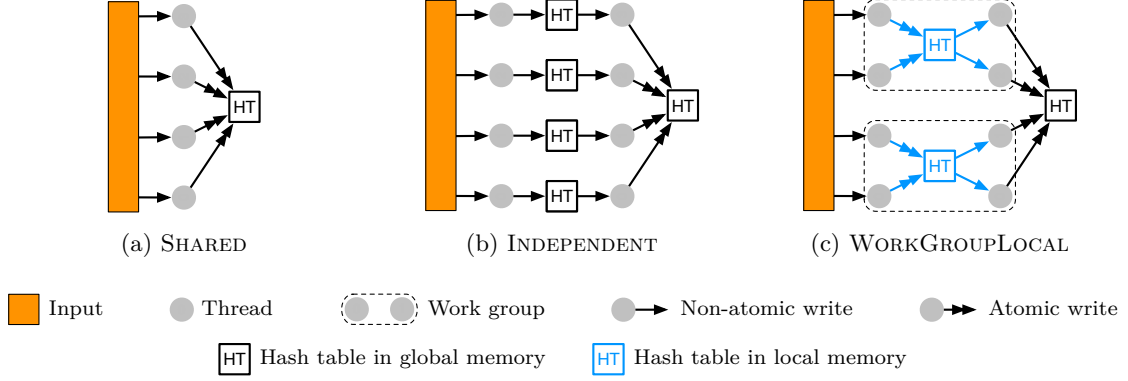 HT
HT
HT
HT
HT
HT
HT
HT
HT
(a) SHARED
(b) INDEPENDENT
(c) WORKGROUPLOCAL
Input
Thread
Work group
Non-atomic write
Atomic write
HT Hash table in global memory
HT Hash table in local memory